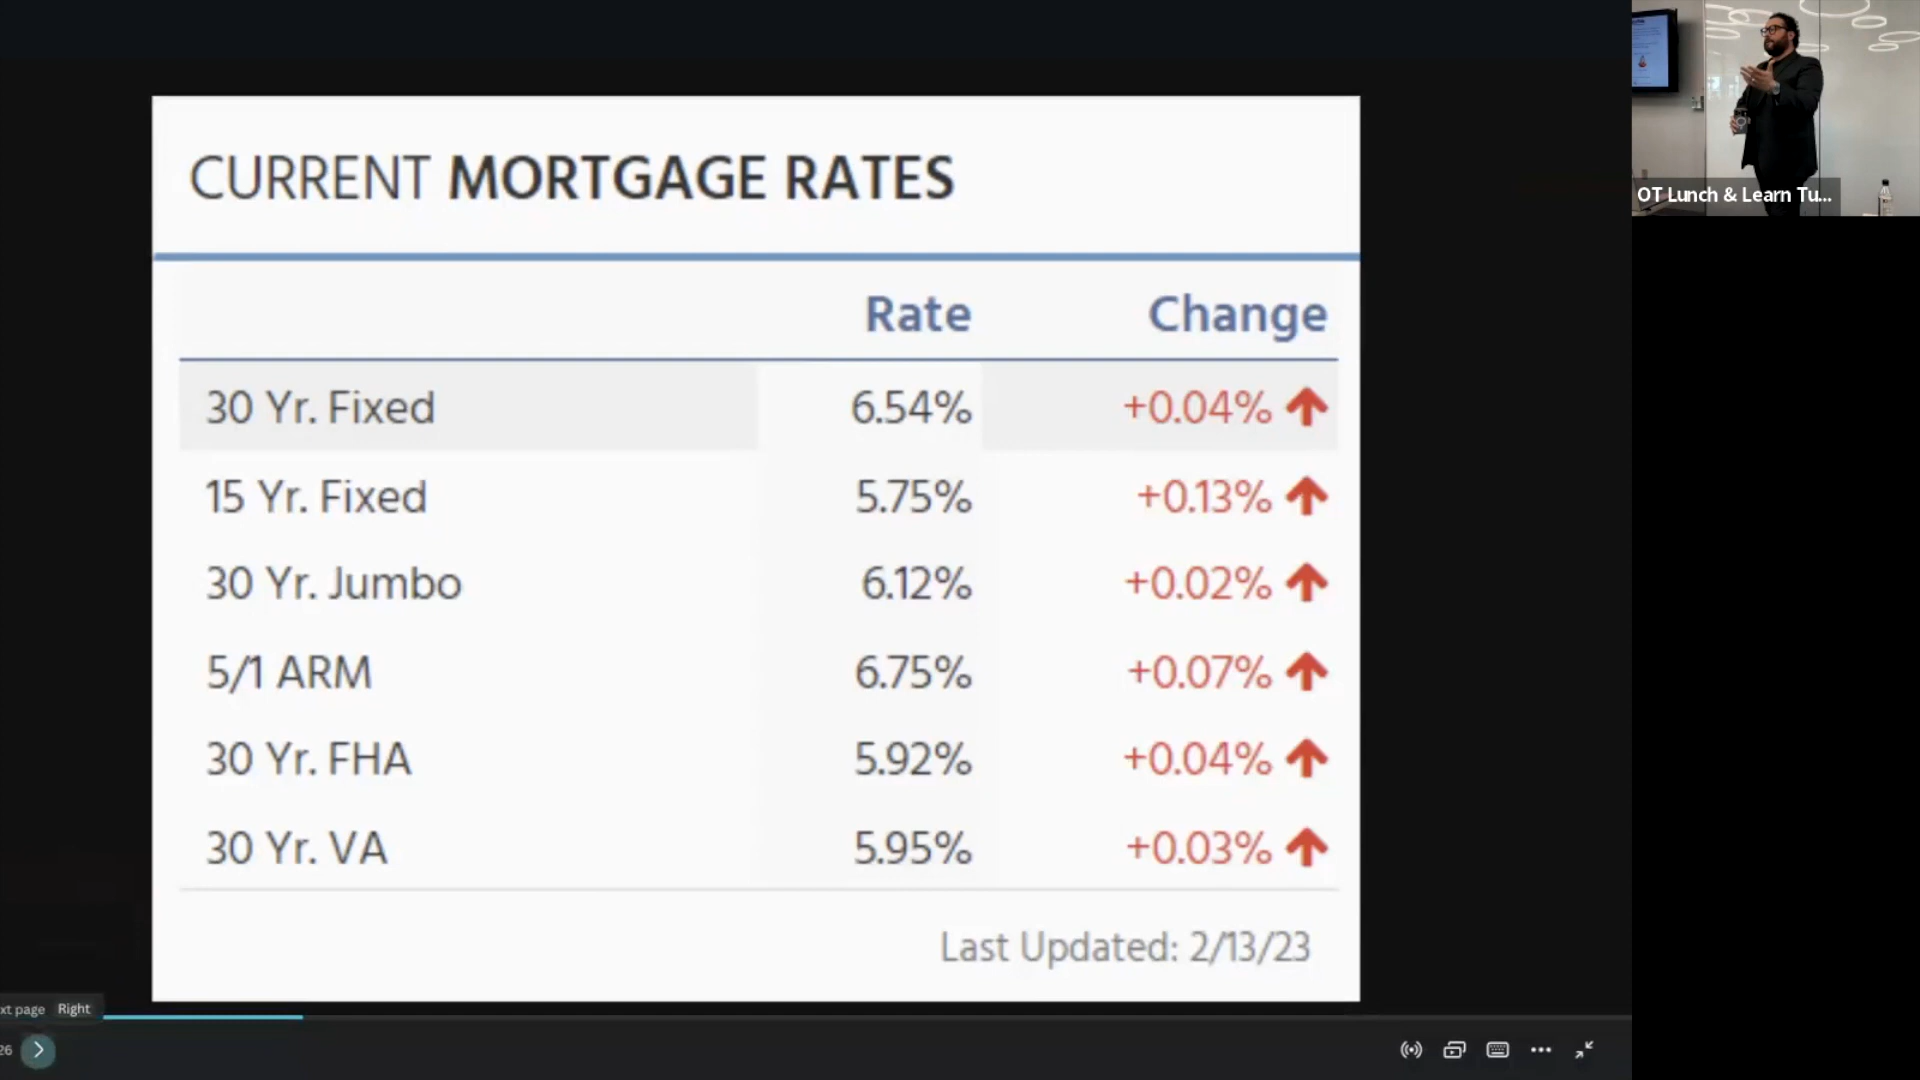 CURRENT MORTGAGE RATES
Rate Change
30 Yr. Fixed 6.54% +0.04%
15 Yr. Fixed 5.75% +0.13%
30 Yr. Jumbo 6.12% +0.02%
5/1 ARM 6.75% +0.07%
30 Yr. FHA 5.92% +0.04%
30 Yr. VA 5.95% +0.03%
Last Updated: 2/13/23
xt page Right
26
OT Lunch & Learn Tu...